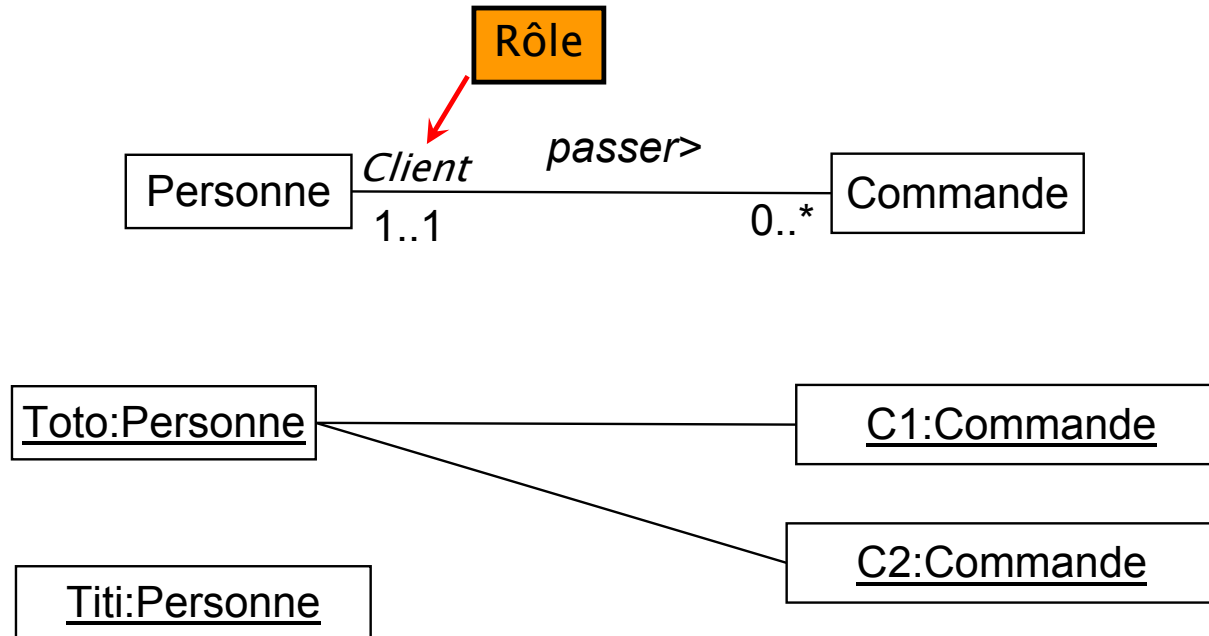 Rôle
Client
passer>
Personne
Commande
1..1
0..*
Toto:Personne
C1:Commande
C2:Commande
Titi:Personne